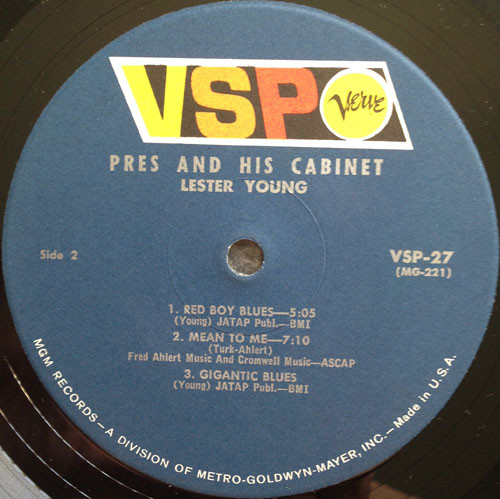 VSP Verve
PRES AND HIS CABINET
LESTER YOUNG
Side 2
VSP-27
(MG-221)
1. RED BOY BLUES—5:05
(Young) JATAP Publ.—BMI
2. MEAN TO ME—7:10
(Turk-Ahlert)
Fred Ahlert Music And Cromwell Music—ASCAP
3. GIGANTIC BLUES
(Young) JATAP Publ.—BMI
MGM RECORDS—A DIVISION OF METRO-GOLDWYN-MAYER, INC.—Made in U.S.A.